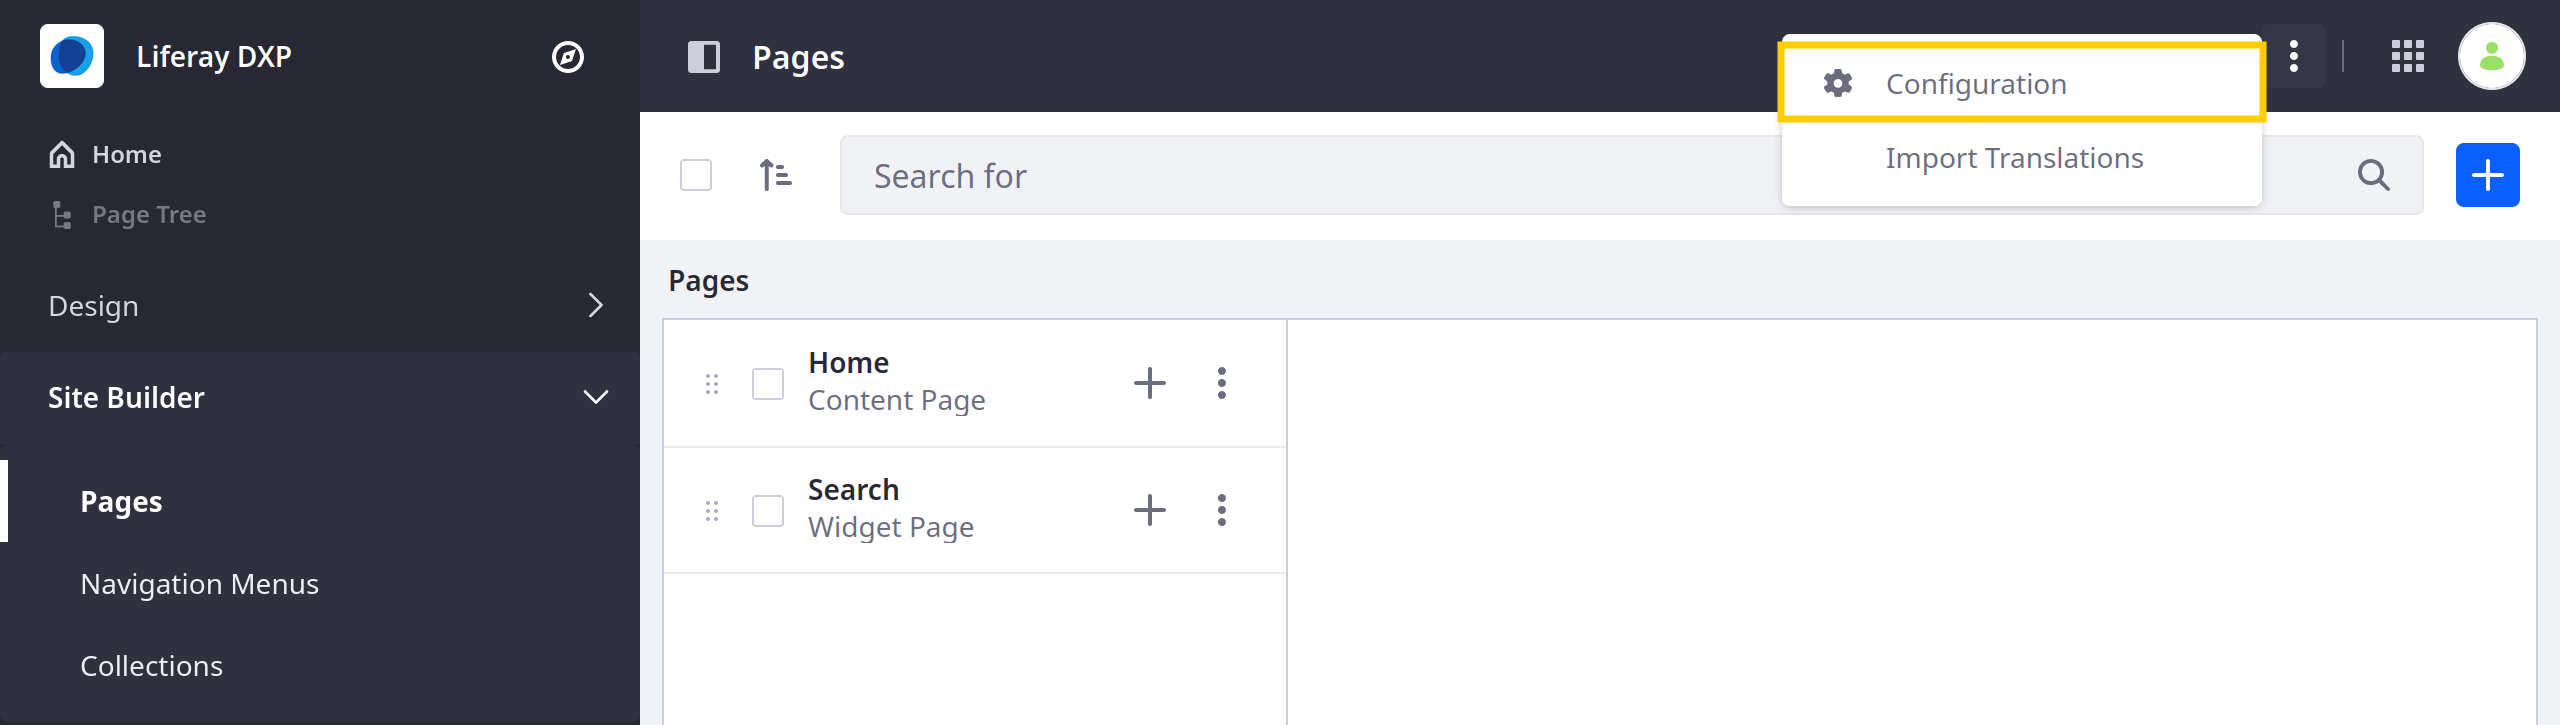 Liferay DXP
Home
Page Tree
Design
Site Builder
Pages
Navigation Menus
Collections
Pages
Configuration
Import Translations
Search for
Pages
Home
Content Page
Search
Widget Page